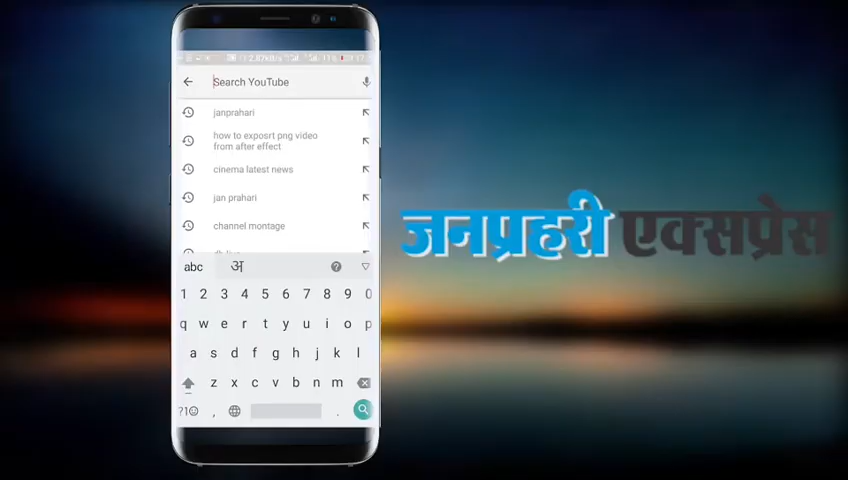 Search YouTube
janprahari
how to exposrt png video
from after effect
cinema latest news
jan prahari
channel montage
abc अ
1 2 3 4 5 6 7 8 9 0
q w e r t y u i o p
a s d f g h j k l
z x c v b n m
?1☺ , .
जनप्रहरी एक्सप्रेस